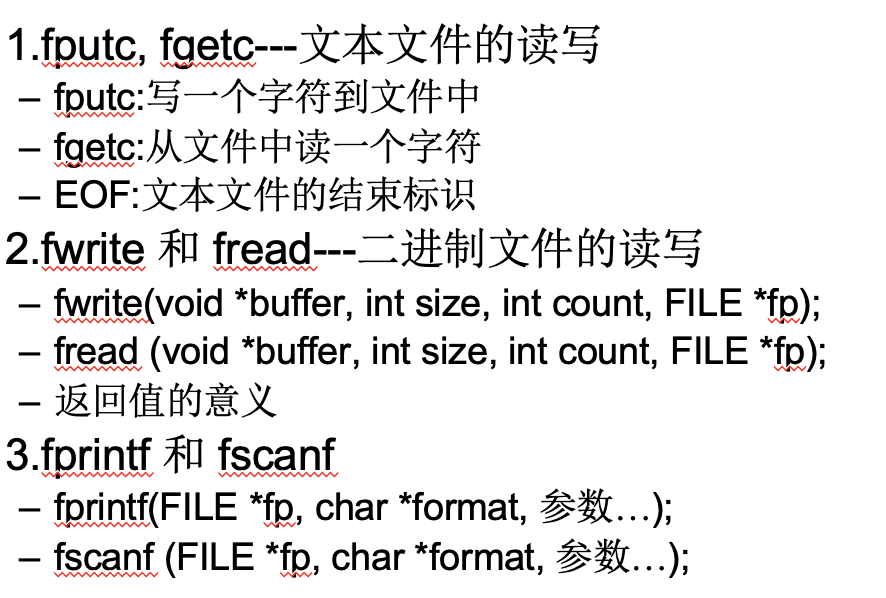 1.fputc, fgetc---文本文件的读写
– fputc:写一个字符到文件中
– fgetc:从文件中读一个字符
– EOF:文本文件的结束标识
2.fwrite 和 fread---二进制文件的读写
– fwrite(void *buffer, int size, int count, FILE *fp);
– fread (void *buffer, int size, int count, FILE *fp);
– 返回值的意义
3.fprintf 和 fscanf
– fprintf(FILE *fp, char *format, 参数…);
– fscanf (FILE *fp, char *format, 参数…);